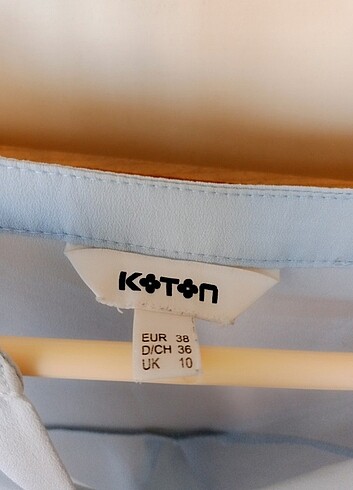 KOTON
EUR 38
D/CH 36
UK 10